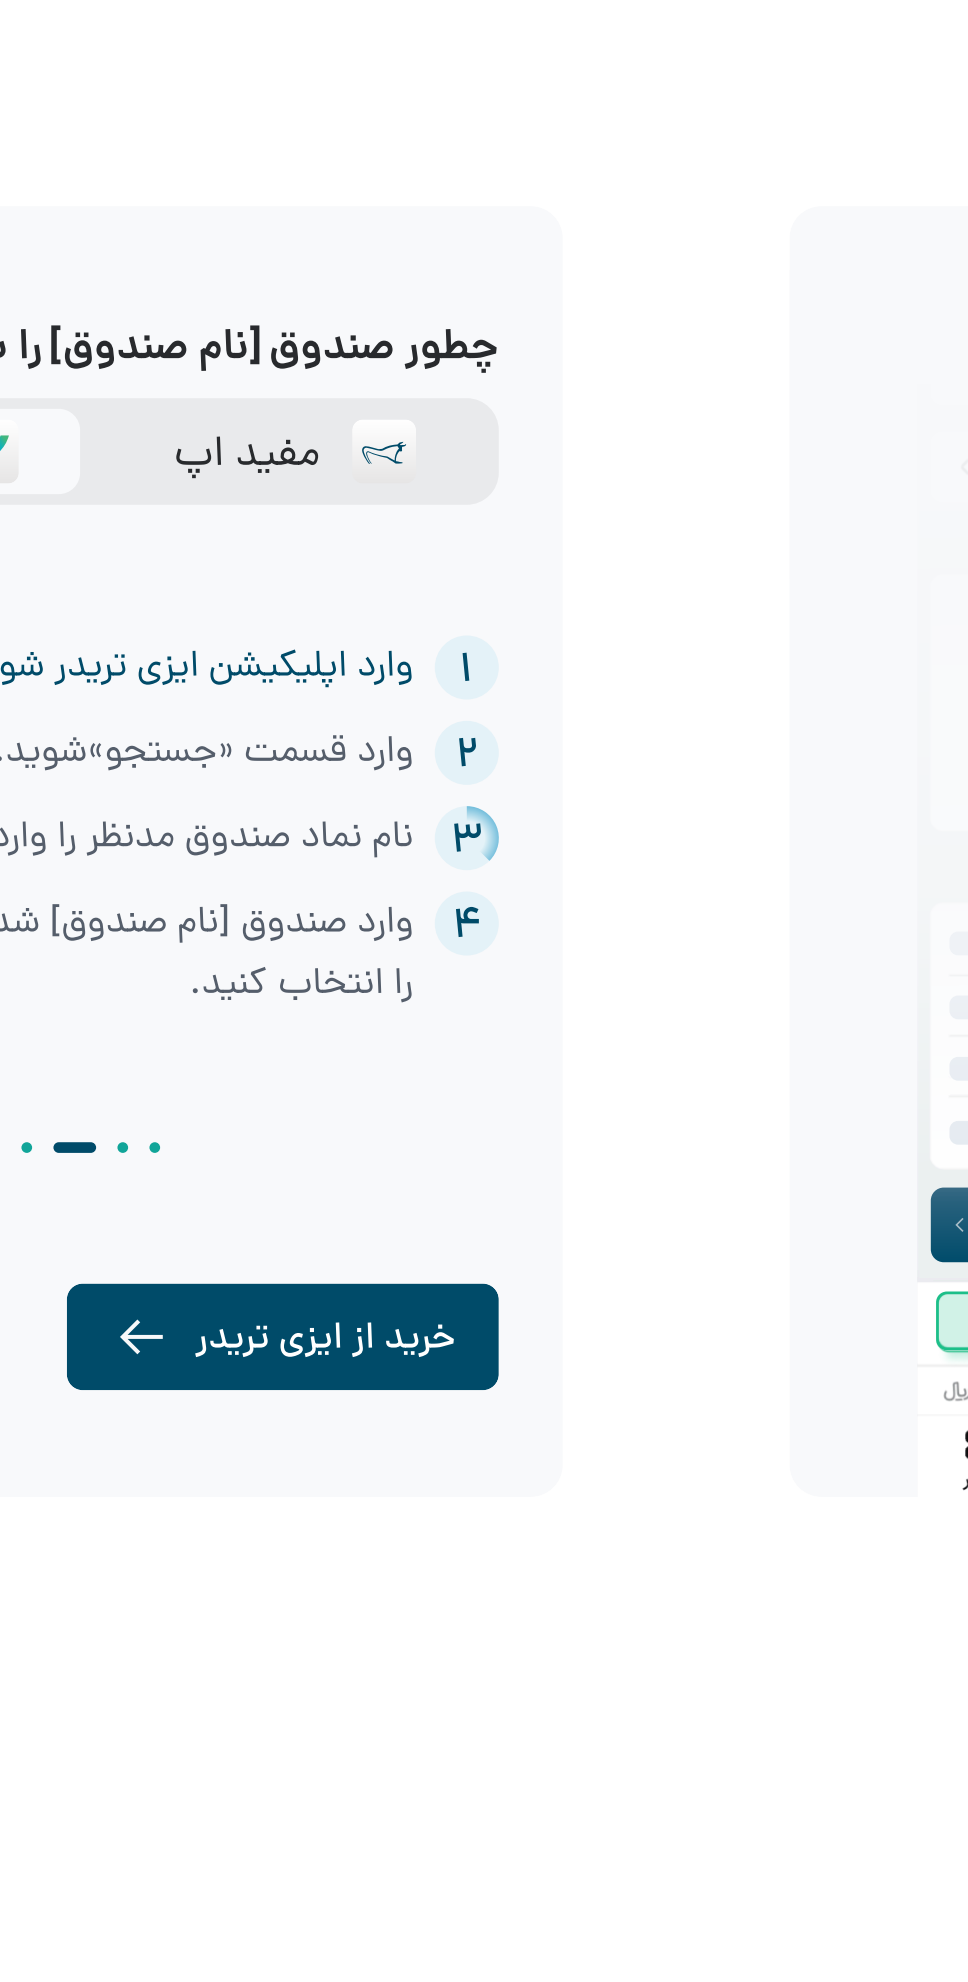 چطور صندوق [نام صندوق] را
مفید اپ
۱ وارد اپلیکیشن ایزی تریدر
۲ وارد قسمت «جستجو»شوید.
۳ نام نماد صندوق مدنظر را
۴ وارد صندوق [نام صندوق]
را انتخاب کنید.
خرید از ایزی تریدر
ریال